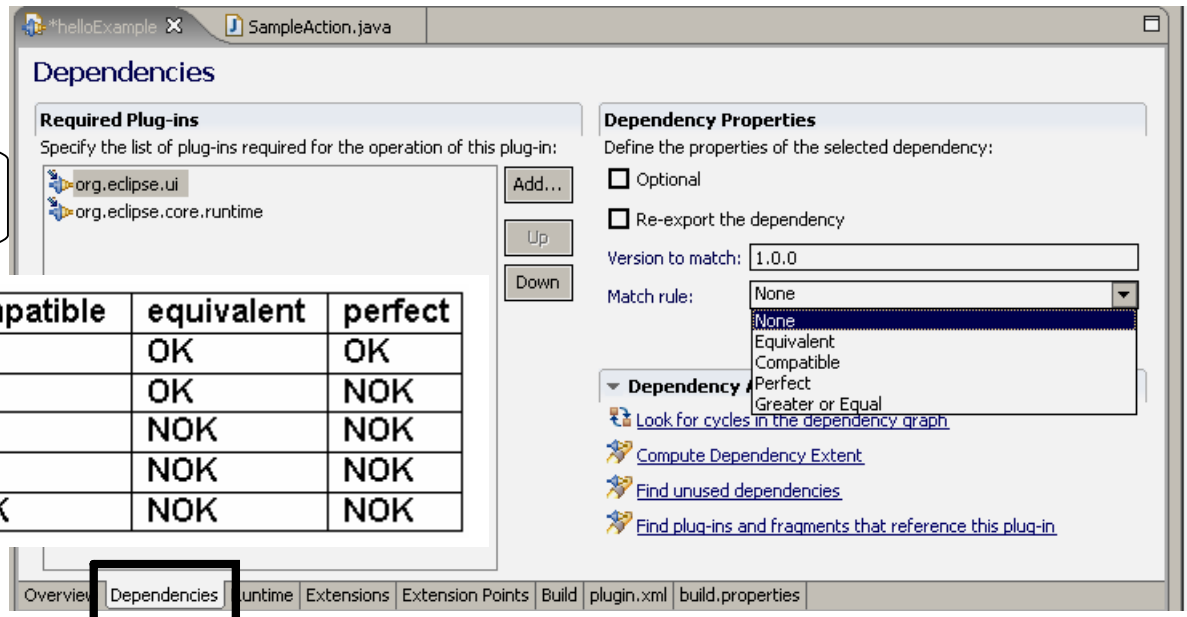 *helloExample
SampleAction.java
Dependencies
Required Plug-ins
Specify the list of plug-ins required for the operation of this plug-in:
org.eclipse.ui
org.eclipse.core.runtime
Add...
Up
Down
Dependency Properties
Define the properties of the selected dependency:
Optional
Re-export the dependency
Version to match: 1.0.0
Match rule: None
None
Equivalent
Compatible
Perfect
Greater or Equal
Dependency
Look for cycles in the dependency graph
Compute Dependency Extent
Find unused dependencies
Find plug-ins and fragments that reference this plug-in
patible equivalent perfect
OK OK
OK NOK
NOK NOK
NOK NOK
K NOK NOK
Overview Dependencies Runtime Extensions Extension Points Build plugin.xml build.properties